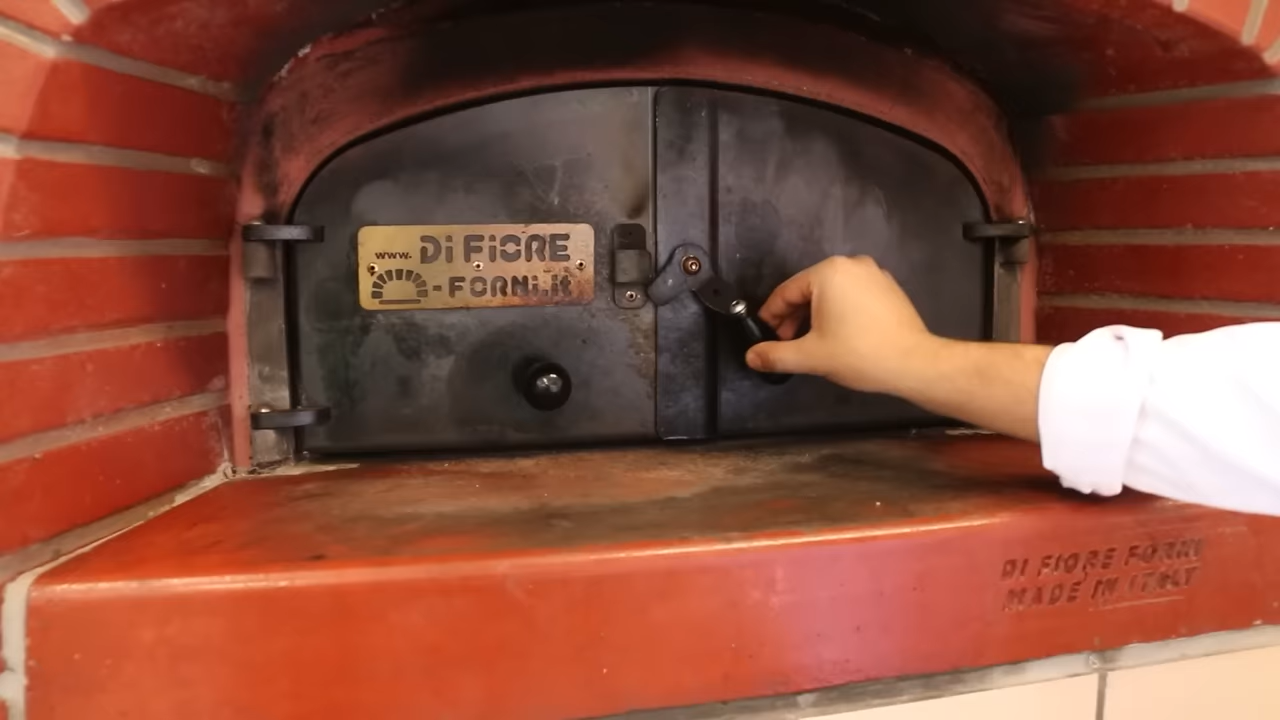 www. Di FiORE
-FORNi.it
DI FIORE FORNI
MADE IN ITALY